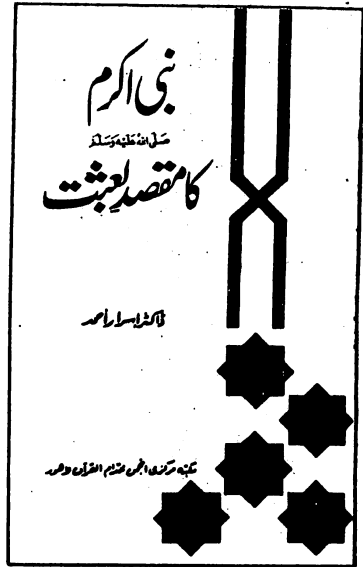 نبی اکرم
صلی اللہ علیہ وسلم
کا مقصدِ بعثت
ڈاکٹر اسرار احمد
مکتبہ مرکزی انجمن خدام القرآن لاہور